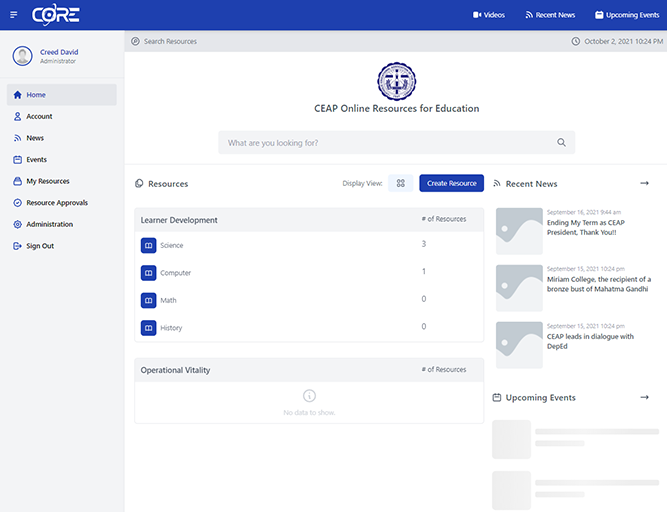 CORE
Videos
Recent News
Upcoming Events
Creed David
Administrator
Home
Account
News
Events
My Resources
Resource Approvals
Administration
Sign Out
Search Resources
October 2, 2021 10:24 PM
CEAP Online Resources for Education
What are you looking for?
Resources
Display View:
Create Resource
Learner Development
# of Resources
Science
3
Computer
1
Math
0
History
0
Operational Vitality
# of Resources
No data to show.
Recent News
September 16, 2021 9:44 am
Ending My Term as CEAP
President, Thank You!!
September 15, 2021 10:24 pm
Miriam College, the recipient of a
bronze bust of Mahatma Gandhi
September 15, 2021 10:24 pm
CEAP leads in dialogue with
DepEd
Upcoming Events